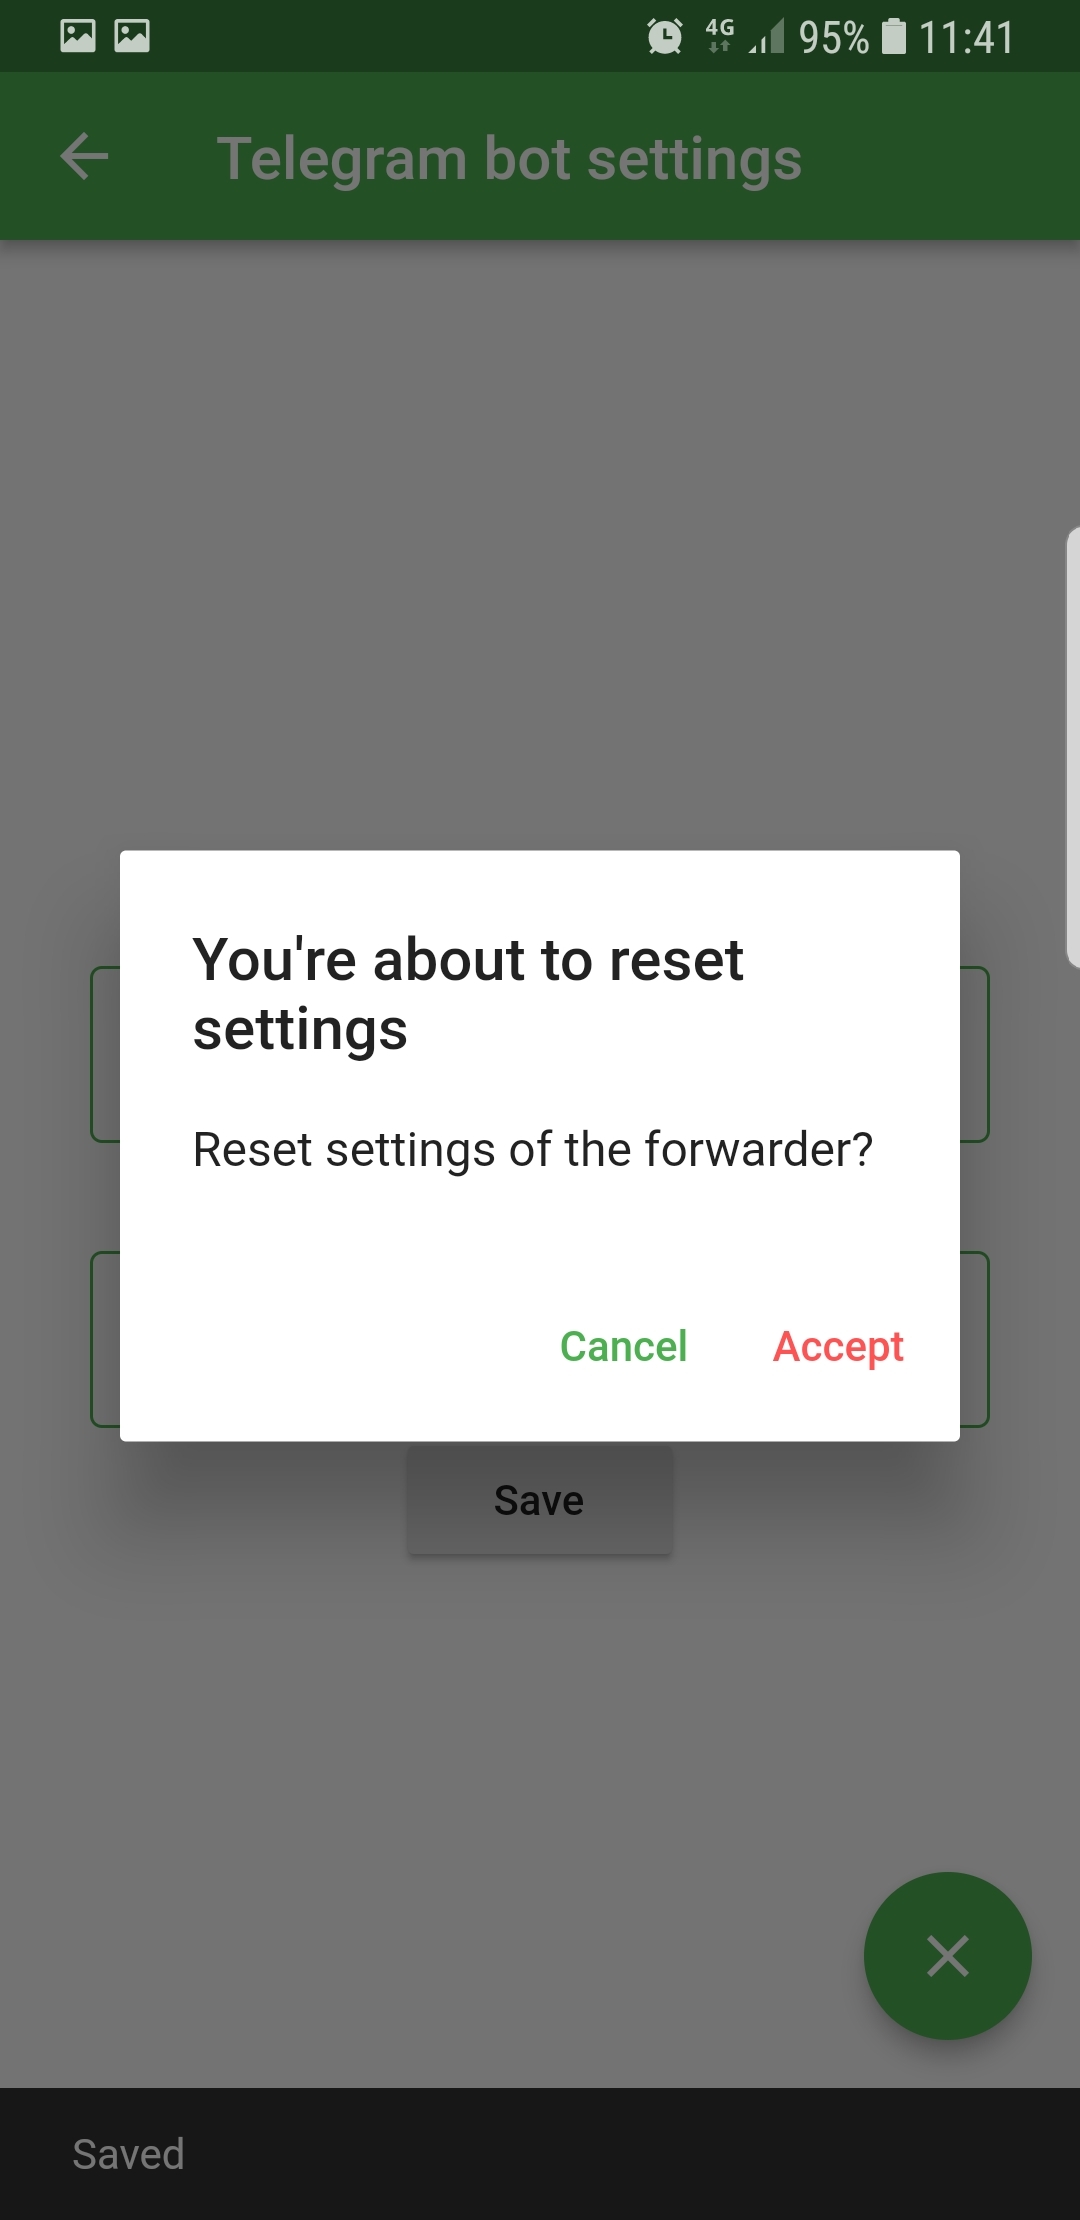 4G 95% 11:41
Telegram bot settings
You're about to reset
settings
Reset settings of the forwarder?
Cancel Accept
Save
Saved